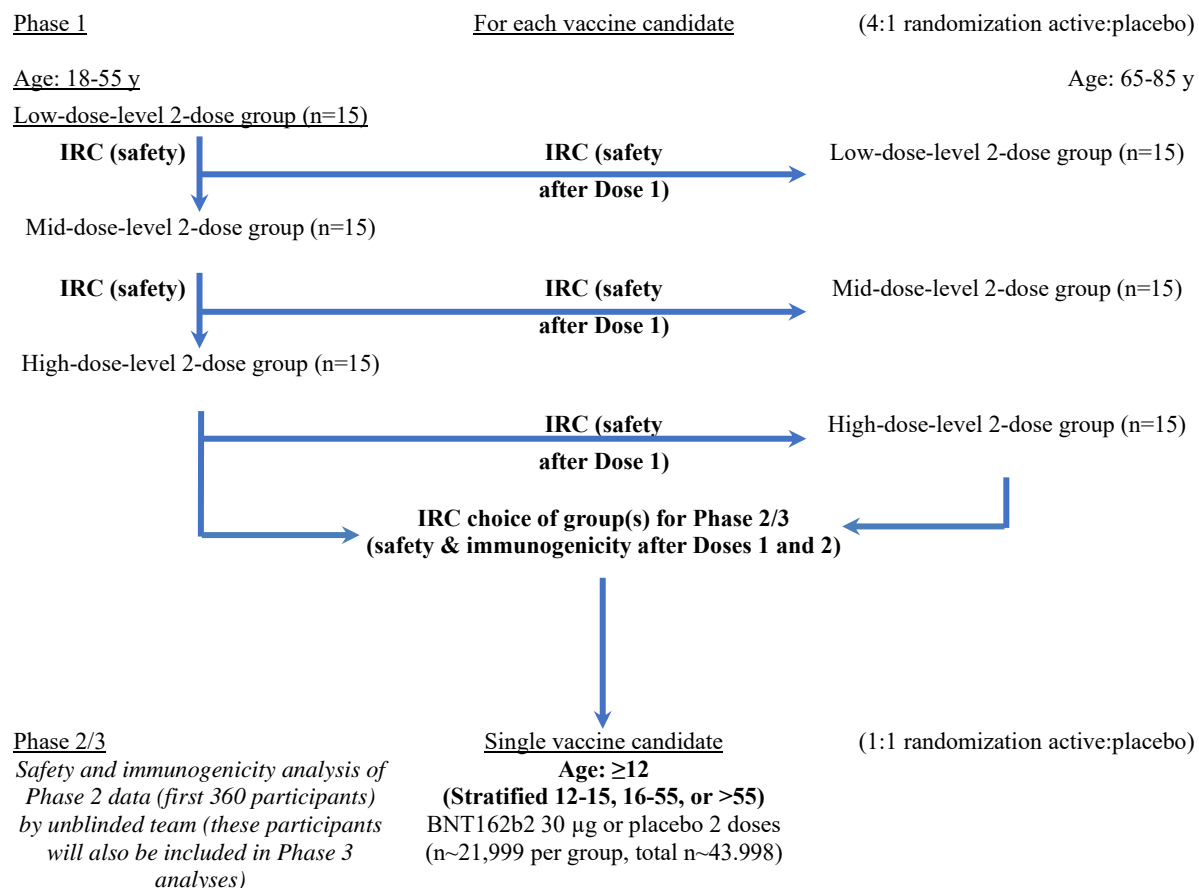 Phase 1 For each vaccine candidate (4:1 randomization active:placebo)
Age: 18-55 y Age: 65-85 y
Low-dose-level 2-dose group (n=15)
IRC (safety) IRC (safety Low-dose-level 2-dose group (n=15)
after Dose 1)
Mid-dose-level 2-dose group (n=15)
IRC (safety) IRC (safety Mid-dose-level 2-dose group (n=15)
after Dose 1)
High-dose-level 2-dose group (n=15)
IRC (safety High-dose-level 2-dose group (n=15)
after Dose 1)
IRC choice of group(s) for Phase 2/3
(safety & immunogenicity after Doses 1 and 2)
Phase 2/3 Single vaccine candidate (1:1 randomization active:placebo)
Safety and immunogenicity analysis of Age: ≥12
Phase 2 data (first 360 participants) (Stratified 12-15, 16-55, or >55)
by unblinded team (these participants BNT162b2 30 µg or placebo 2 doses
will also be included in Phase 3 (n~21,999 per group, total n~43.998)
analyses)